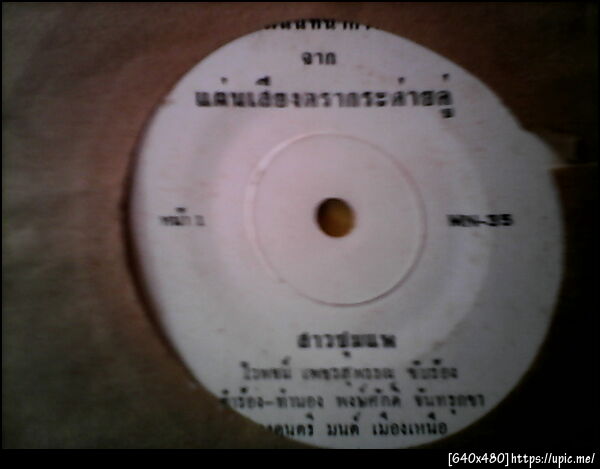 จาก
แผ่นเสียงตรากระต่ายคู่
หน้า 1
MN-35
สาวชุมแพ
ไวพจน์ เพชรสุพรรณ ขับร้อง
คำร้อง-ทำนอง พงษ์ศักดิ์ จันทรุกขา
ดนตรี มนต์ เมืองเหนือ
[640x480]https://upic.me/